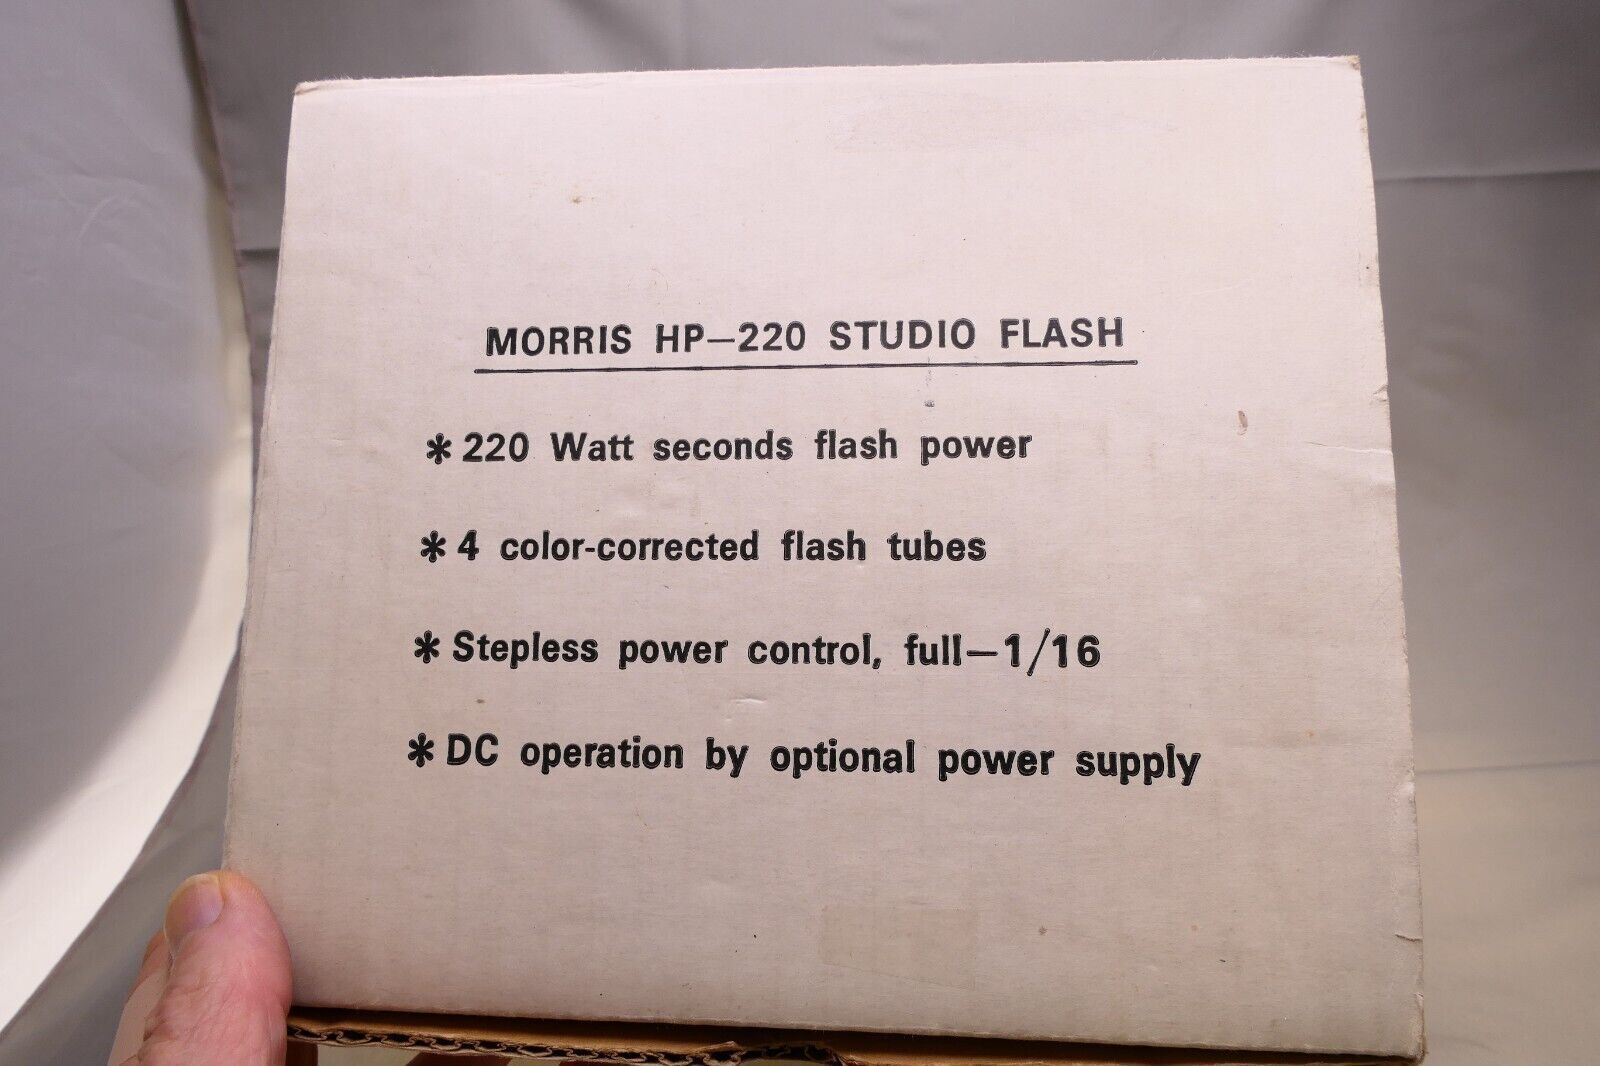 MORRIS HP–220 STUDIO FLASH
* 220 Watt seconds flash power
* 4 color-corrected flash tubes
* Stepless power control, full–1/16
* DC operation by optional power supply